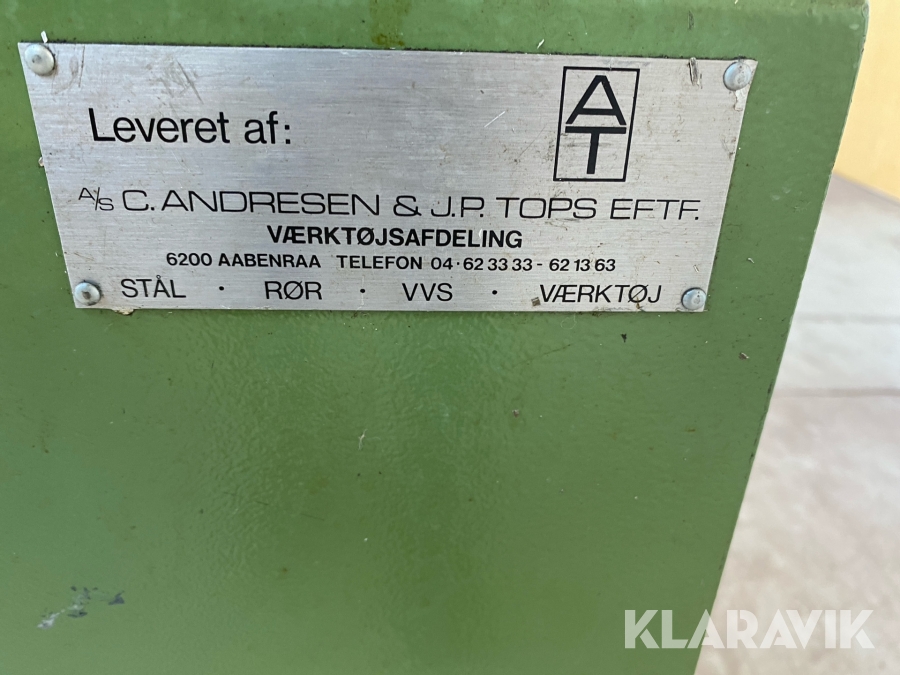 Leveret af:
A
T
A/S C. ANDRESEN & J.P. TOPS EFTF.
VÆRKTØJSAFDELING
6200 AABENRAA TELEFON 04·62 33 33 - 62 13 63
STÅL · RØR · VVS · VÆRKTØJ
KLARAVIK